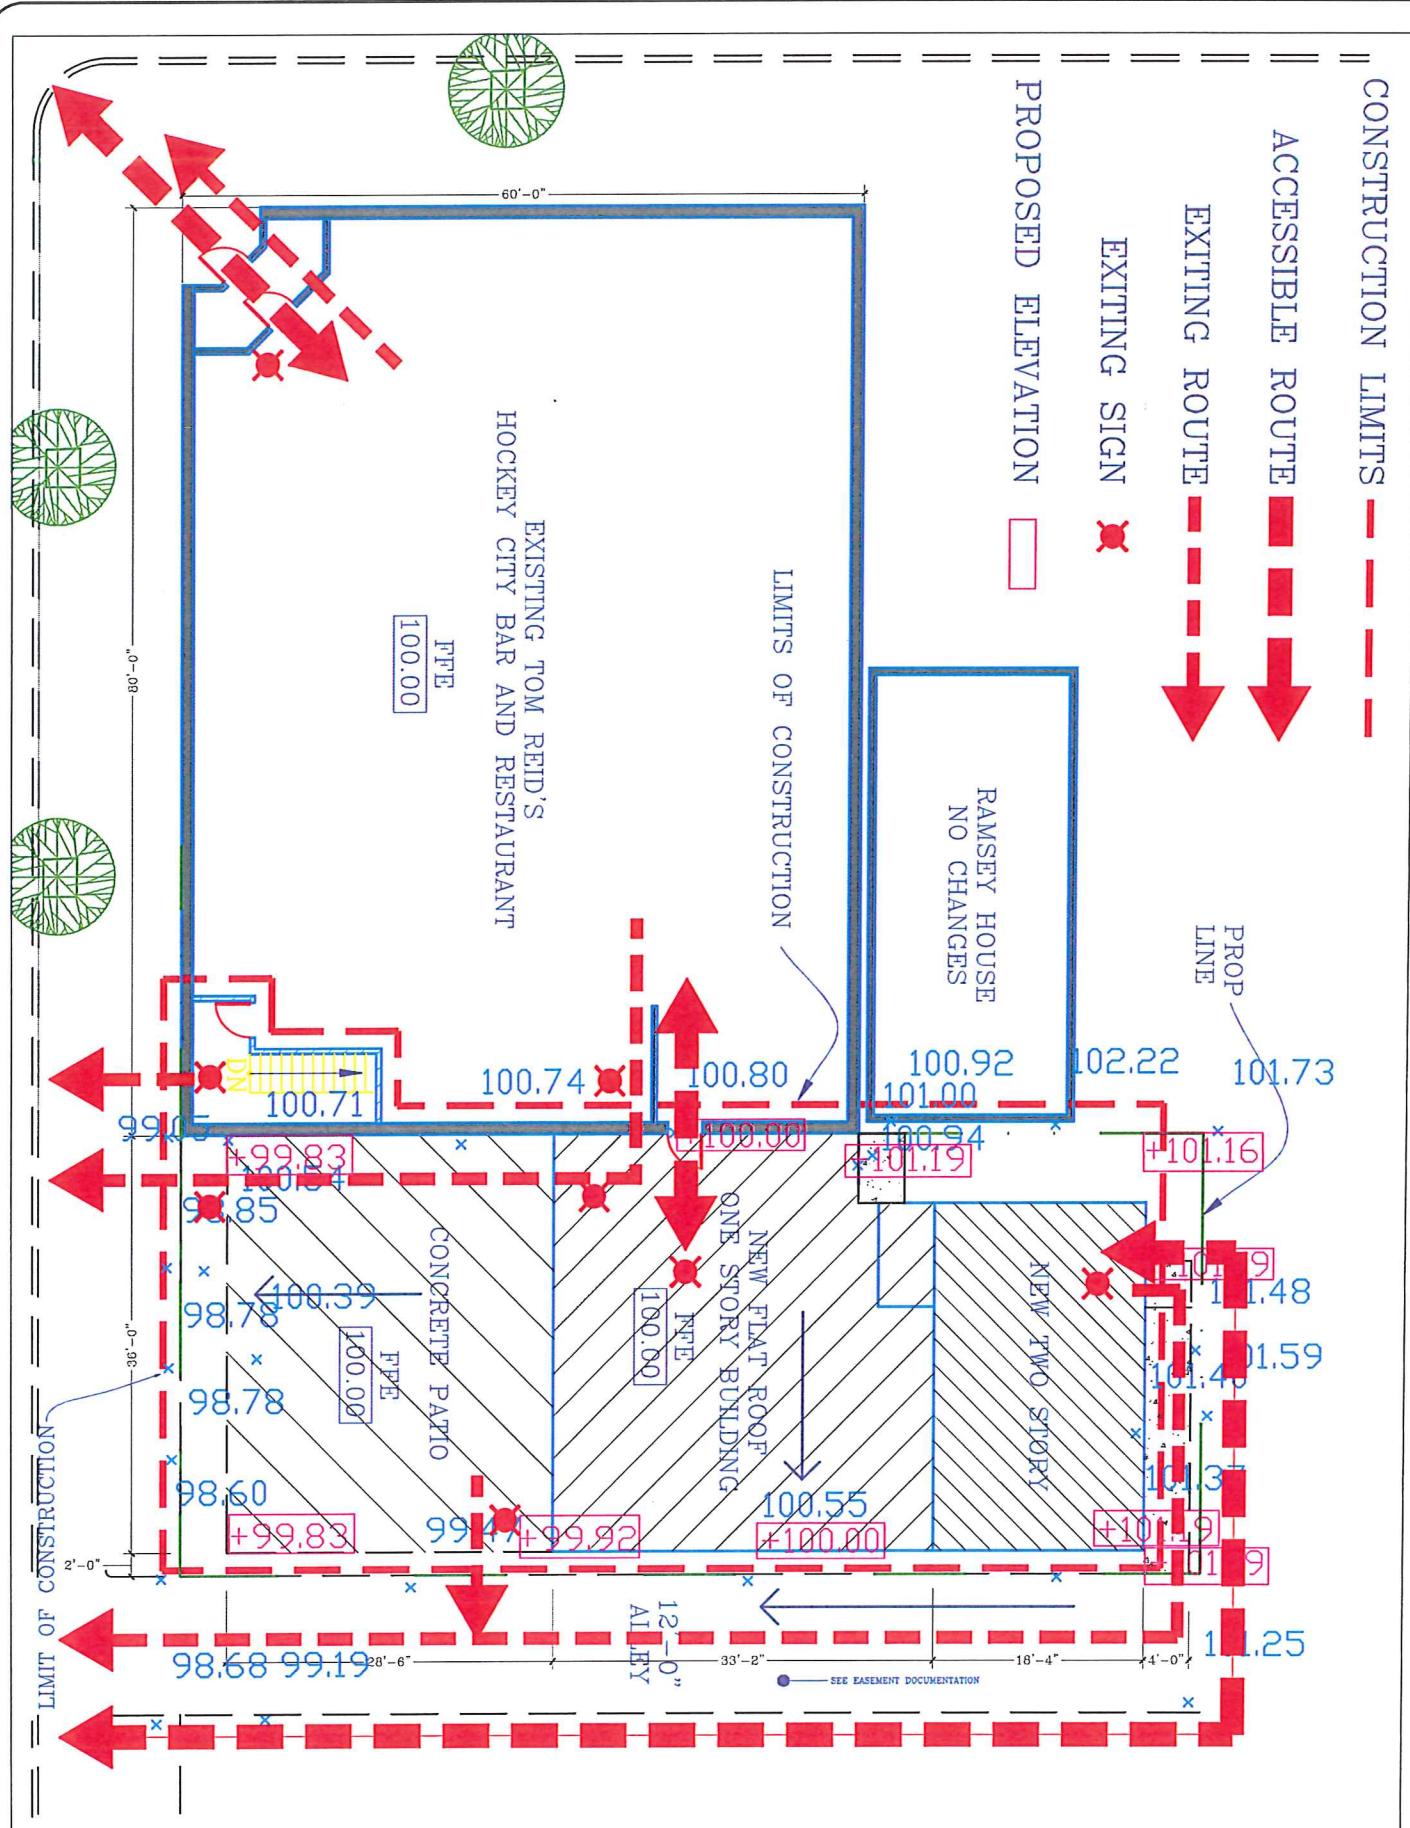 CONSTRUCTION LIMITS
ACCESSIBLE ROUTE
EXITING ROUTE
EXITING SIGN
PROPOSED ELEVATION
60'-0"
80'-0"
EXISTING TOM REID'S
HOCKEY CITY BAR AND RESTAURANT
FFE
100.00
LIMITS OF CONSTRUCTION
RAMSEY HOUSE
NO CHANGES
PROP
LINE
100.92
102.22
101.73
101.00
100.94
100.80
100.74
100.71
DN
+99.83
+100.00
+101.19
+101.16
36'-0"
100.39
98.78
98.78
98.60
CONCRETE PATIO
FFE
100.00
NEW FLAT ROOF
ONE STORY BUILDING
FFE
100.00
NEW TWO STORY
101.37
100.55
+99.83
99.47
+99.92
+100.00
2'-0"
LIMIT OF CONSTRUCTION
12'-0"
ALLEY
98.68
99.19
28'-6"
33'-2"
18'-4"
4'-0"
SEE EASEMENT DOCUMENTATION